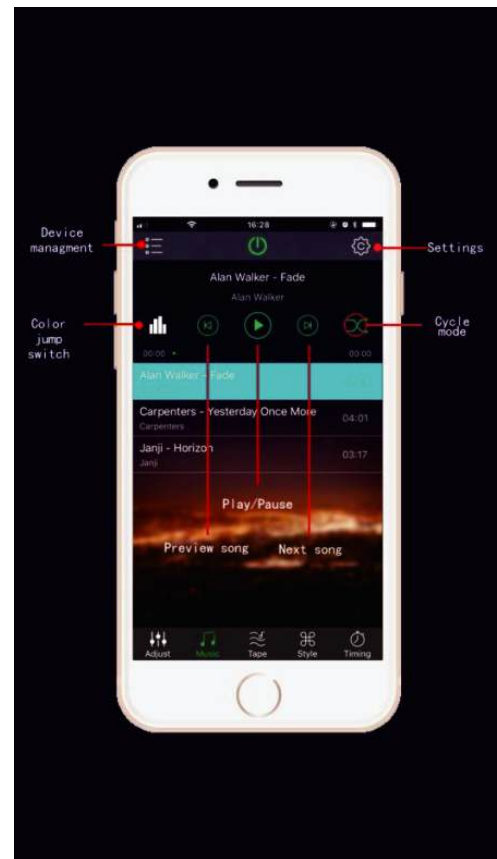 16:28
Device
managment
Settings
Alan Walker - Fade
Alan Walker
Color
jump
switch
Cycle
mode
00:00
00:00
Alan Walker - Fade
Carpenters - Yesterday Once More
Carpenters
04:01
Janji - Horizon
Janji
03:17
Play/Pause
Preview song
Next song
Adjust
Music
Tape
Style
Timing